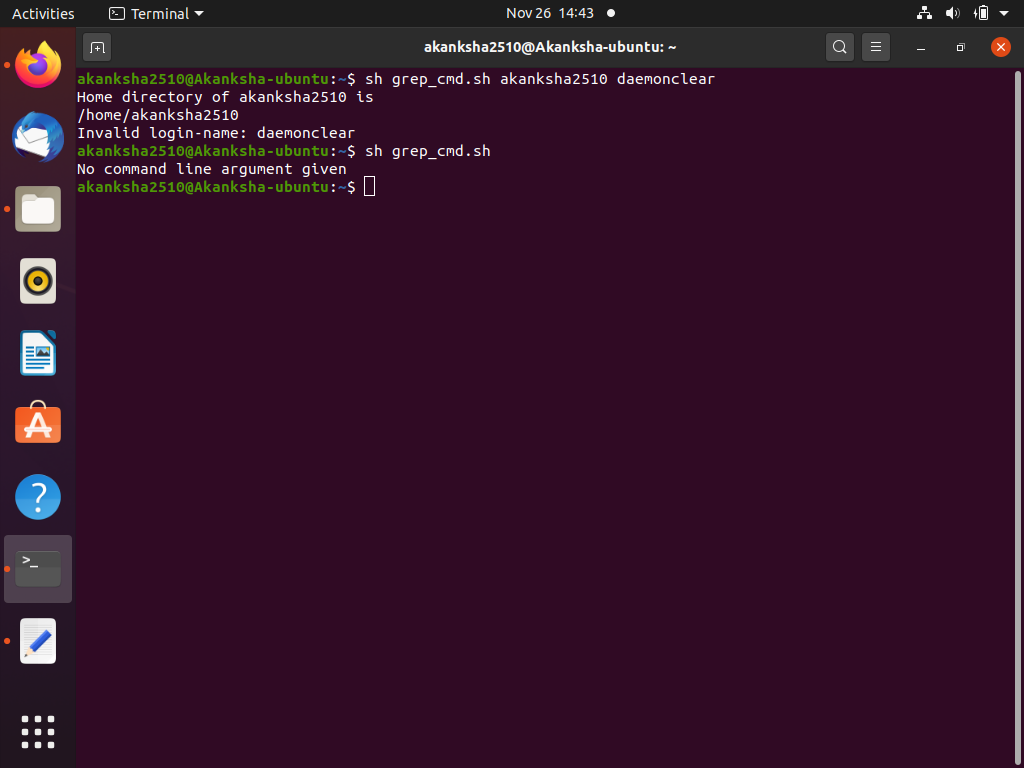 Activities Terminal Nov 26 14:43
akanksha2510@Akanksha-ubuntu: ~
akanksha2510@Akanksha-ubuntu:~$ sh grep_cmd.sh akanksha2510 daemonclear
Home directory of akanksha2510 is
/home/akanksha2510
Invalid login-name: daemonclear
akanksha2510@Akanksha-ubuntu:~$ sh grep_cmd.sh
No command line argument given
akanksha2510@Akanksha-ubuntu:~$